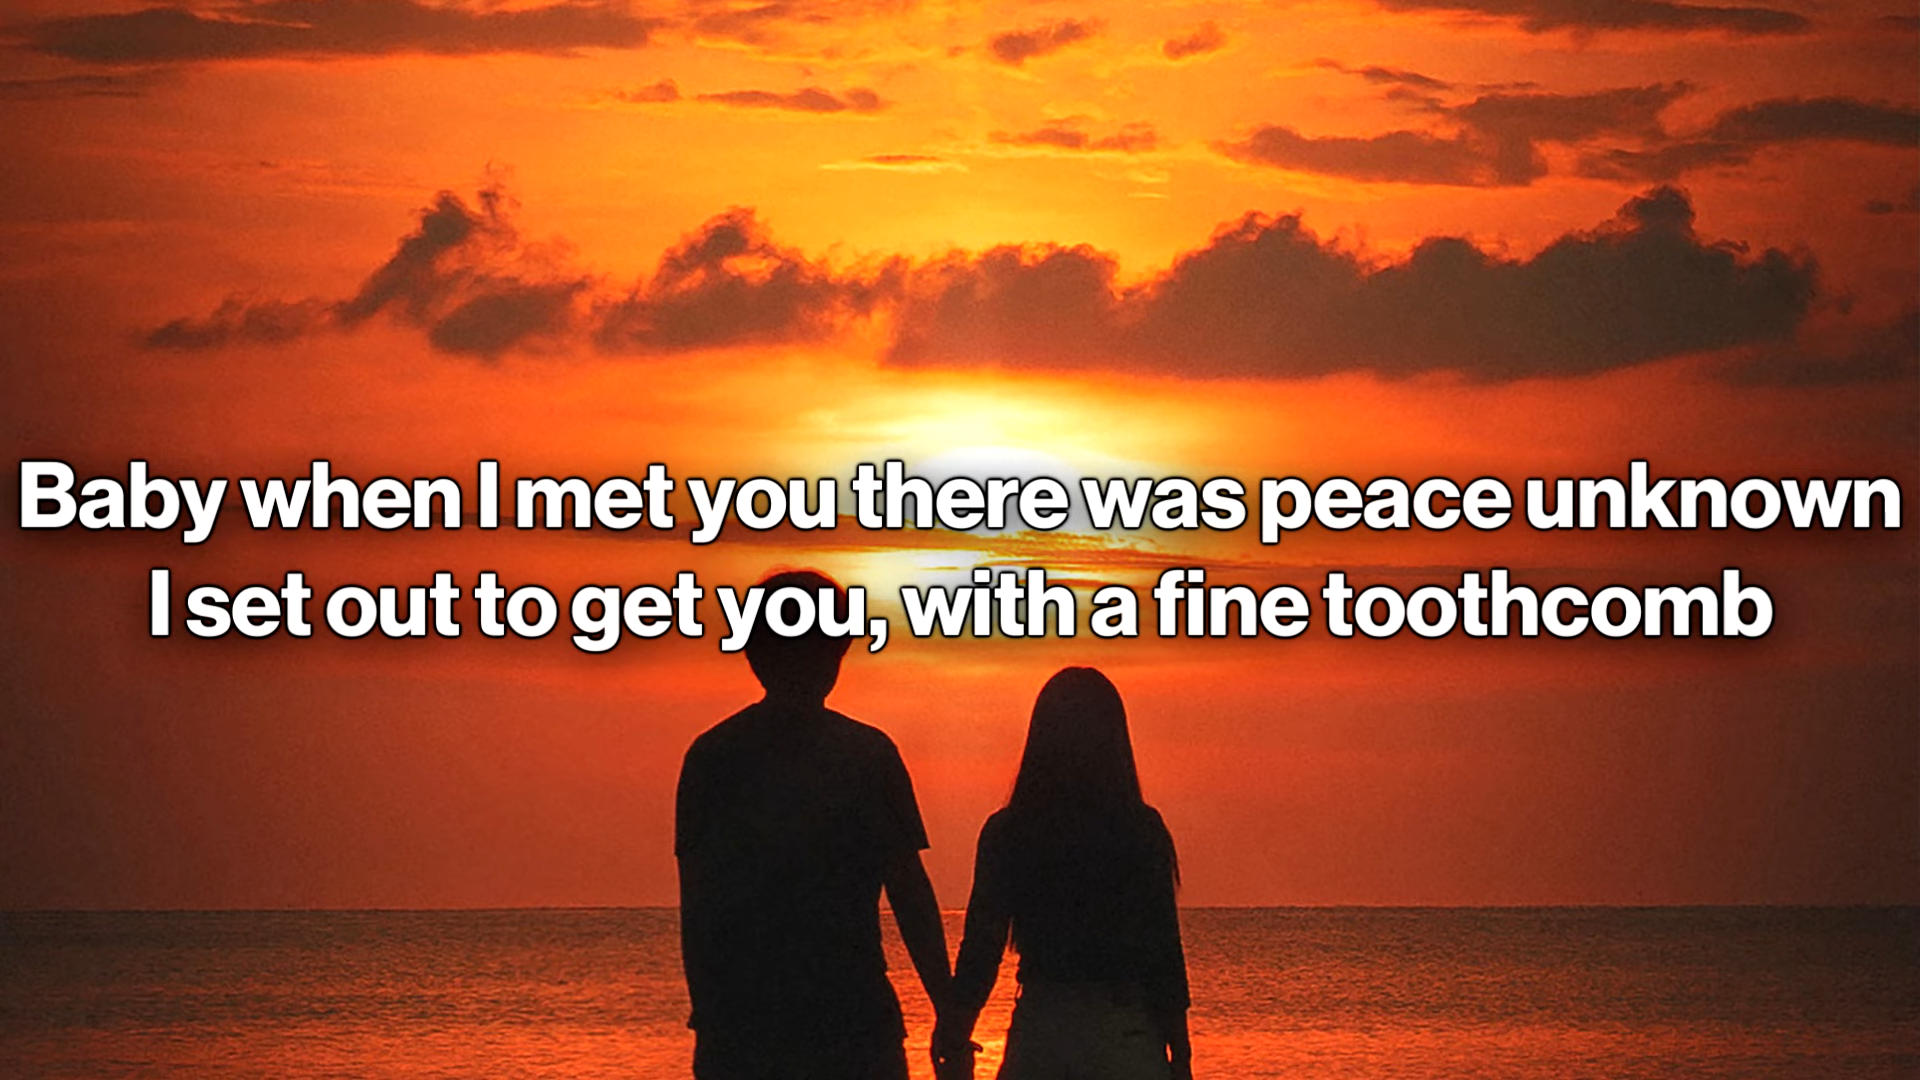 Baby when I met you there was peace unknown
I set out to get you, with a fine toothcomb